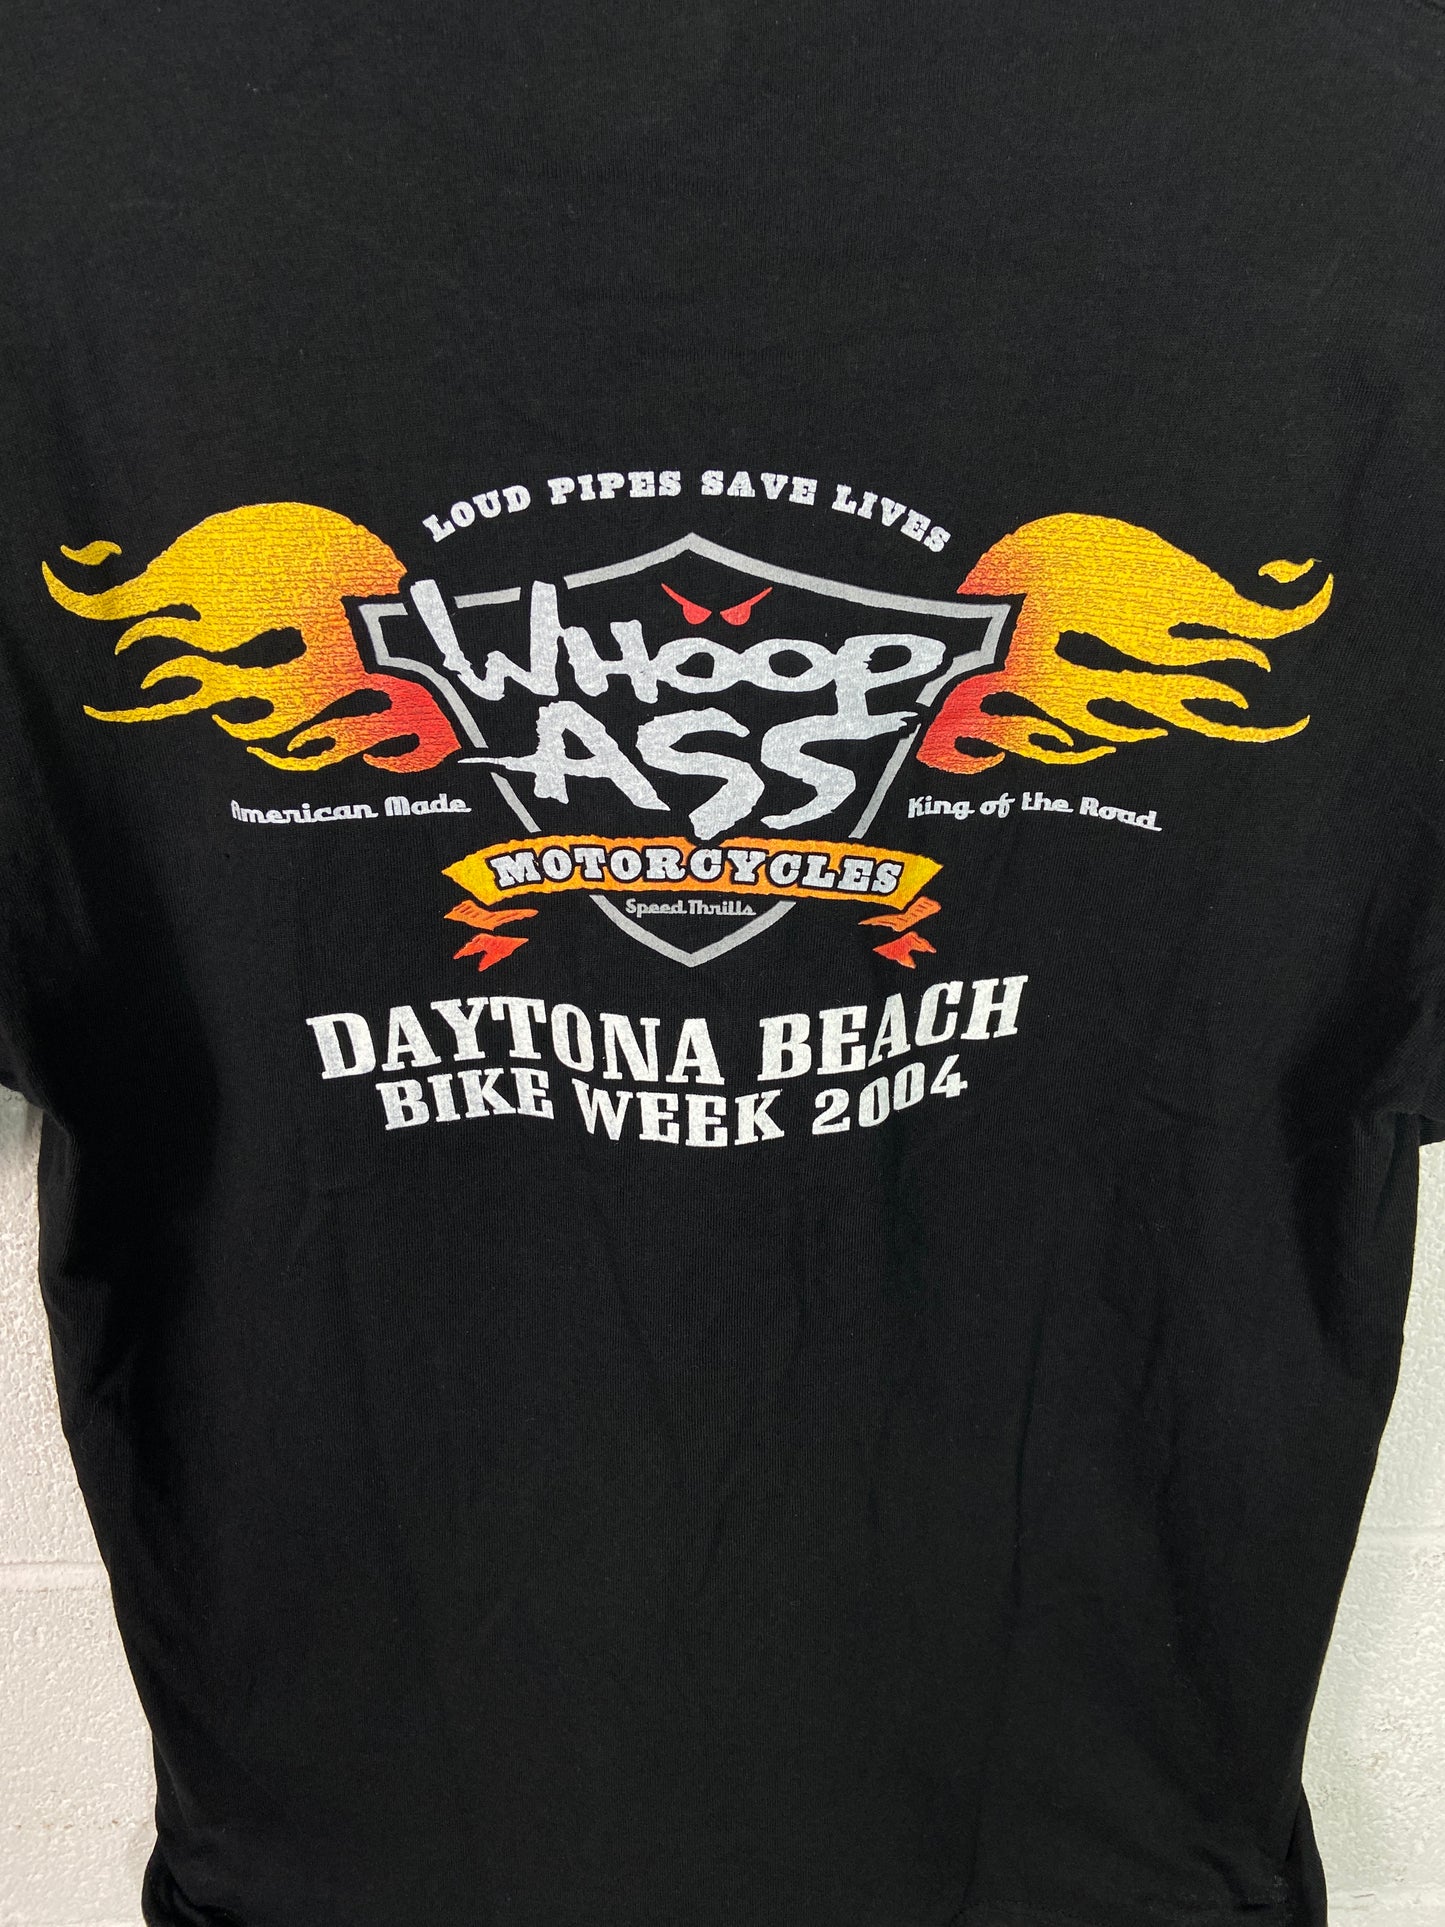 LOUD PIPES SAVE LIVES
WHOOP
ASS
American Made
King of the Road
MOTORCYCLES
Speed Thrills
DAYTONA BEACH
BIKE WEEK 2004